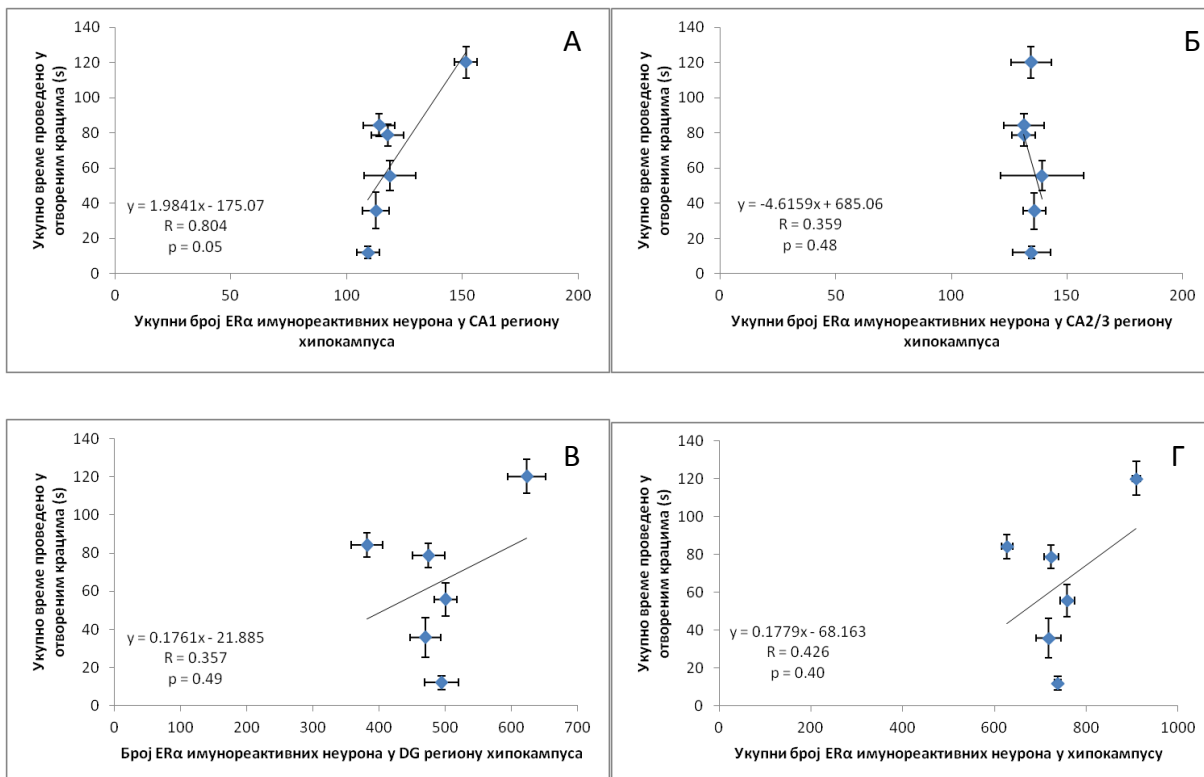 А
Укупно време проведено у
отвореним крацима (s)
140
120
100
80
60
40
20
0
y = 1.9841x - 175.07
R = 0.804
p = 0.05
0 50 100 150 200
Укупни број ERα имунореактивних неурона у CA1 региону
хипокампуса
Б
Укупно време проведено у
отвореним крацима (s)
140
120
100
80
60
40
20
0
y = -4.6159x + 685.06
R = 0.359
p = 0.48
0 50 100 150 200
Укупни број ERα имунореактивних неурона у CA2/3 региону
хипокампуса
В
Укупно време проведено у
отвореним крацима (s)
140
120
100
80
60
40
20
0
y = 0.1761x - 21.885
R = 0.357
p = 0.49
0 100 200 300 400 500 600 700
Број ERα имунореактивних неурона у DG региону хипокампуса
Г
Укупно време проведено у
отвореним крацима (s)
140
120
100
80
60
40
20
0
y = 0.1779x - 68.163
R = 0.426
p = 0.40
0 200 400 600 800 1000
Укупни број ERα имунореактивних неурона у хипокампусу